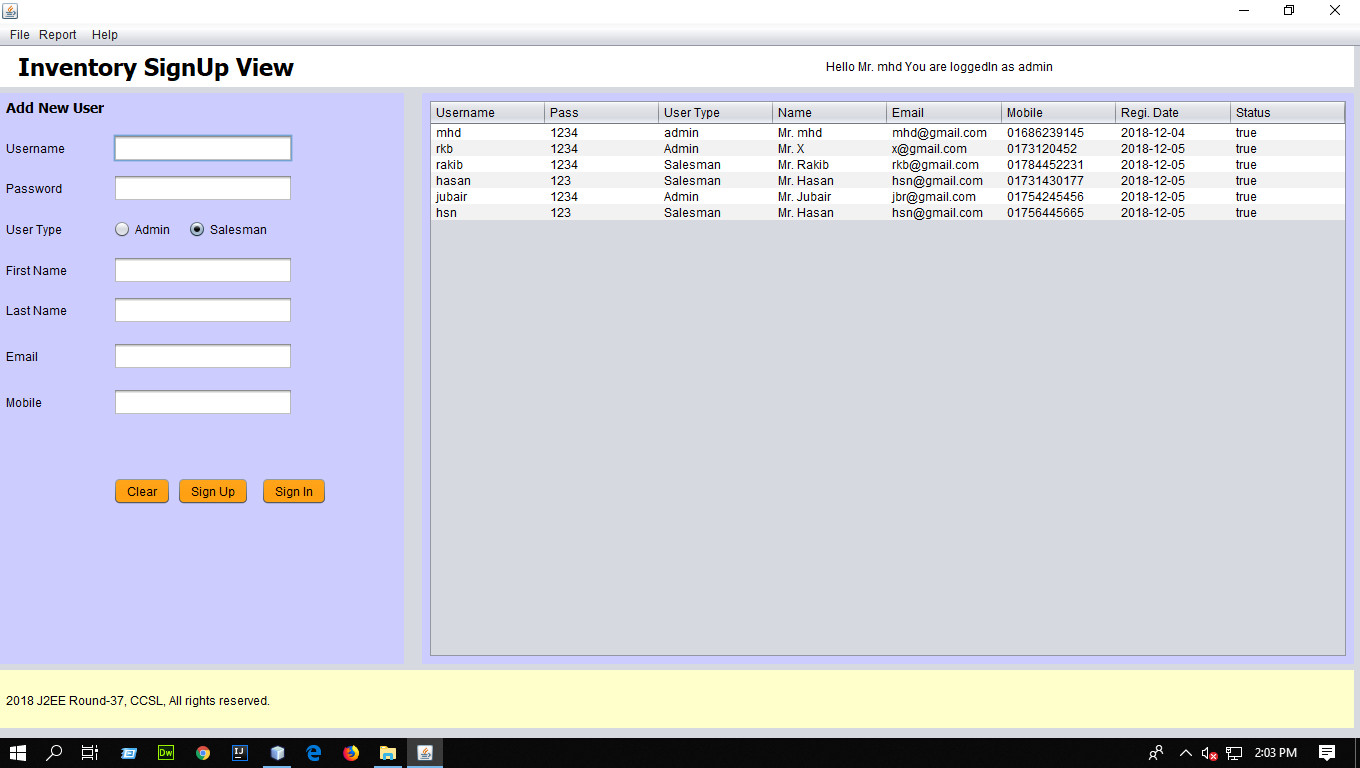 File Report Help
Inventory SignUp View
Hello Mr. mhd You are loggedIn as admin
Add New User
Username
Password
User Type Admin Salesman
First Name
Last Name
Email
Mobile
Clear Sign Up Sign In
Username Pass User Type Name Email Mobile Regi. Date Status
mhd 1234 admin Mr. mhd mhd@gmail.com 01686239145 2018-12-04 true
rkb 1234 Admin Mr. X x@gmail.com 0173120452 2018-12-05 true
rakib 1234 Salesman Mr. Rakib rkb@gmail.com 01784452231 2018-12-05 true
hasan 123 Salesman Mr. Hasan hsn@gmail.com 01731430177 2018-12-05 true
jubair 1234 Admin Mr. Jubair jbr@gmail.com 01754245456 2018-12-05 true
hsn 123 Salesman Mr. Hasan hsn@gmail.com 01756445665 2018-12-05 true
2018 J2EE Round-37, CCSL, All rights reserved.
Dw IJ 2:03 PM